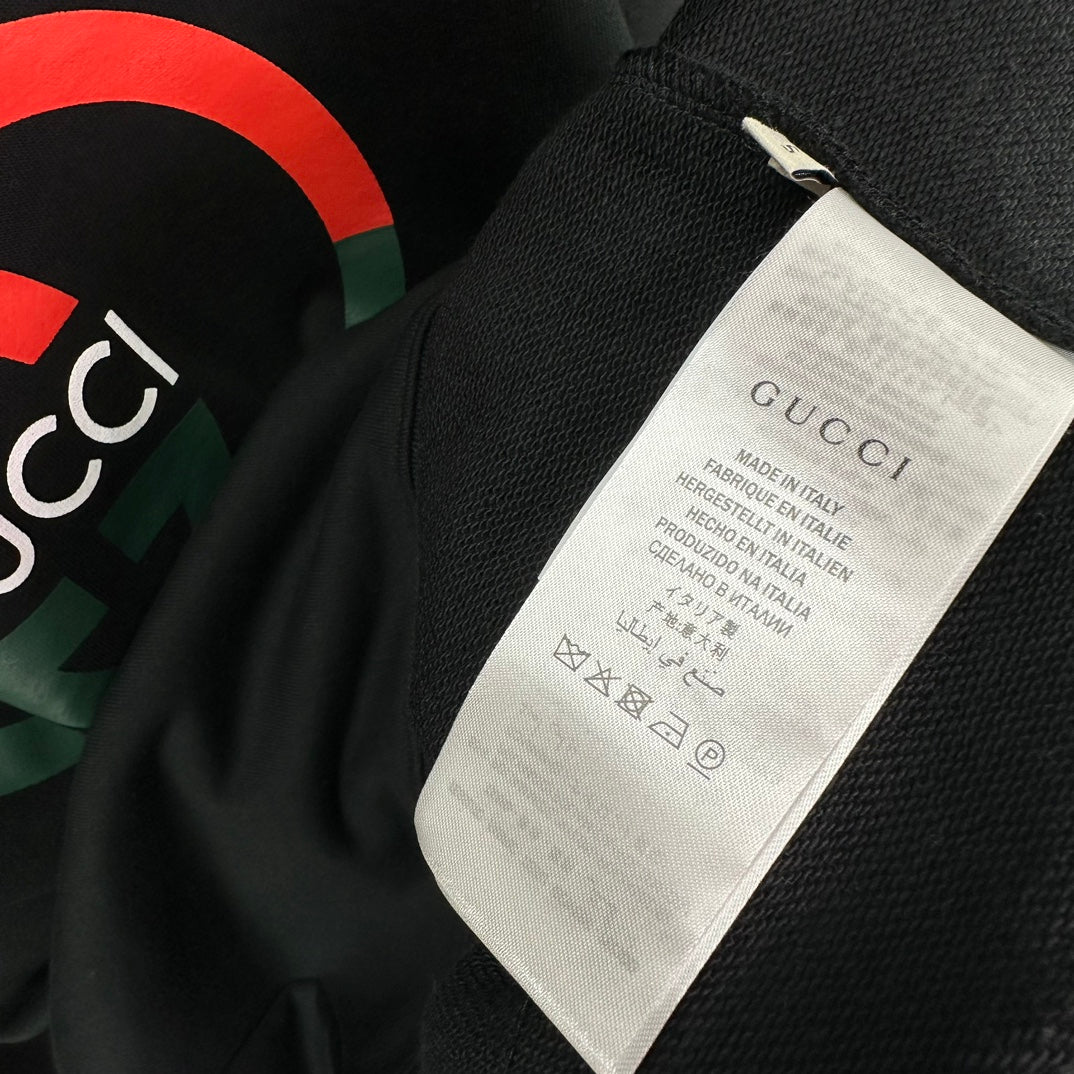 UCCI
S
GUCCI
MADE IN ITALY
FABRIQUE EN ITALIE
HERGESTELLT IN ITALIEN
HECHO EN ITALIA
PRODUZIDO NA ITALIA
СДЕЛАНО В ИТАЛИИ
イタリア製
产地意大利
صنع في إيطاليا
P